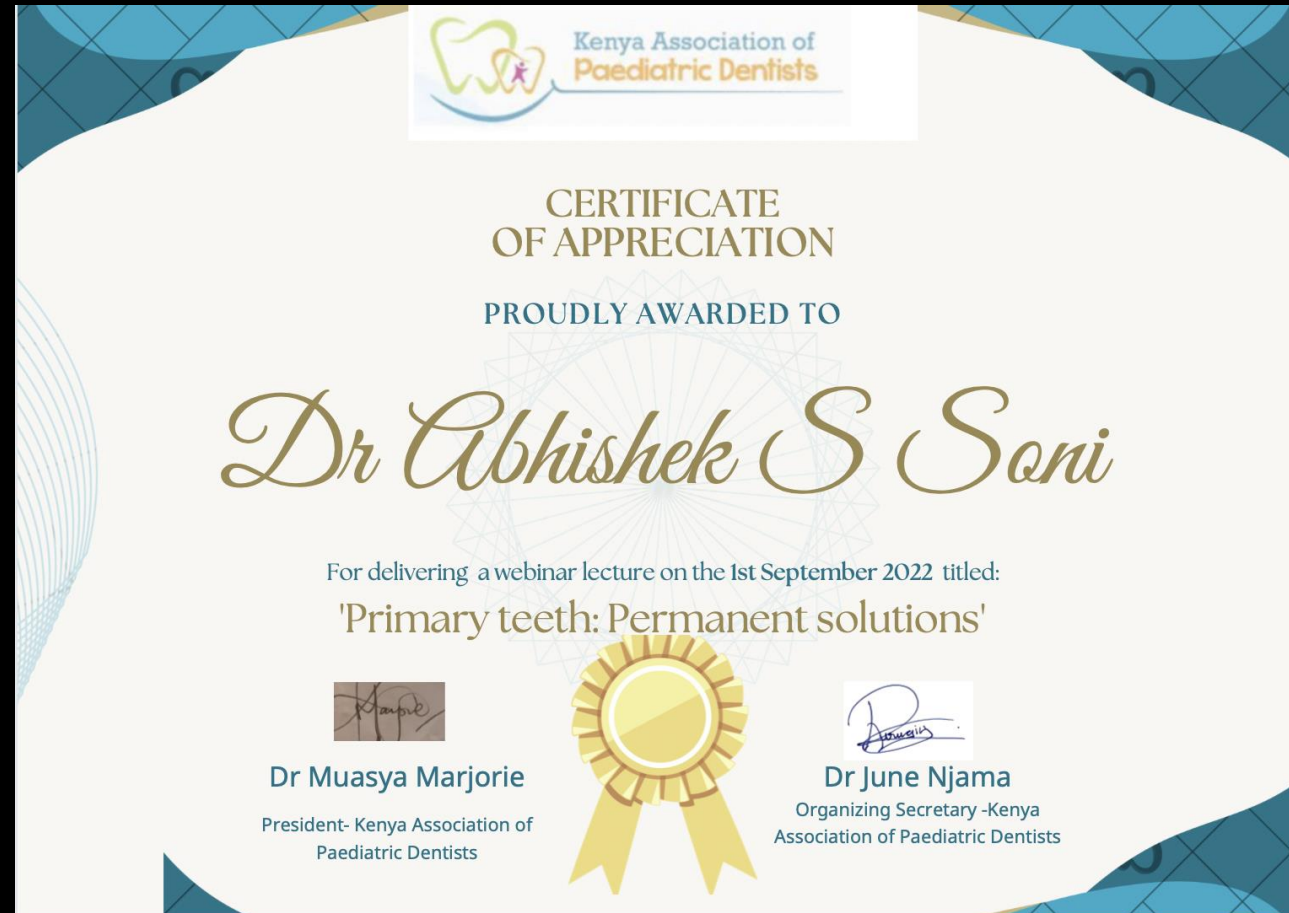 Kenya Association of
Paediatric Dentists
CERTIFICATE
OF APPRECIATION
PROUDLY AWARDED TO
Dr Abhishek S Soni
For delivering a webinar lecture on the 1st September 2022 titled:
'Primary teeth: Permanent solutions'
Dr Muasya Marjorie
President- Kenya Association of
Paediatric Dentists
Dr June Njama
Organizing Secretary -Kenya
Association of Paediatric Dentists